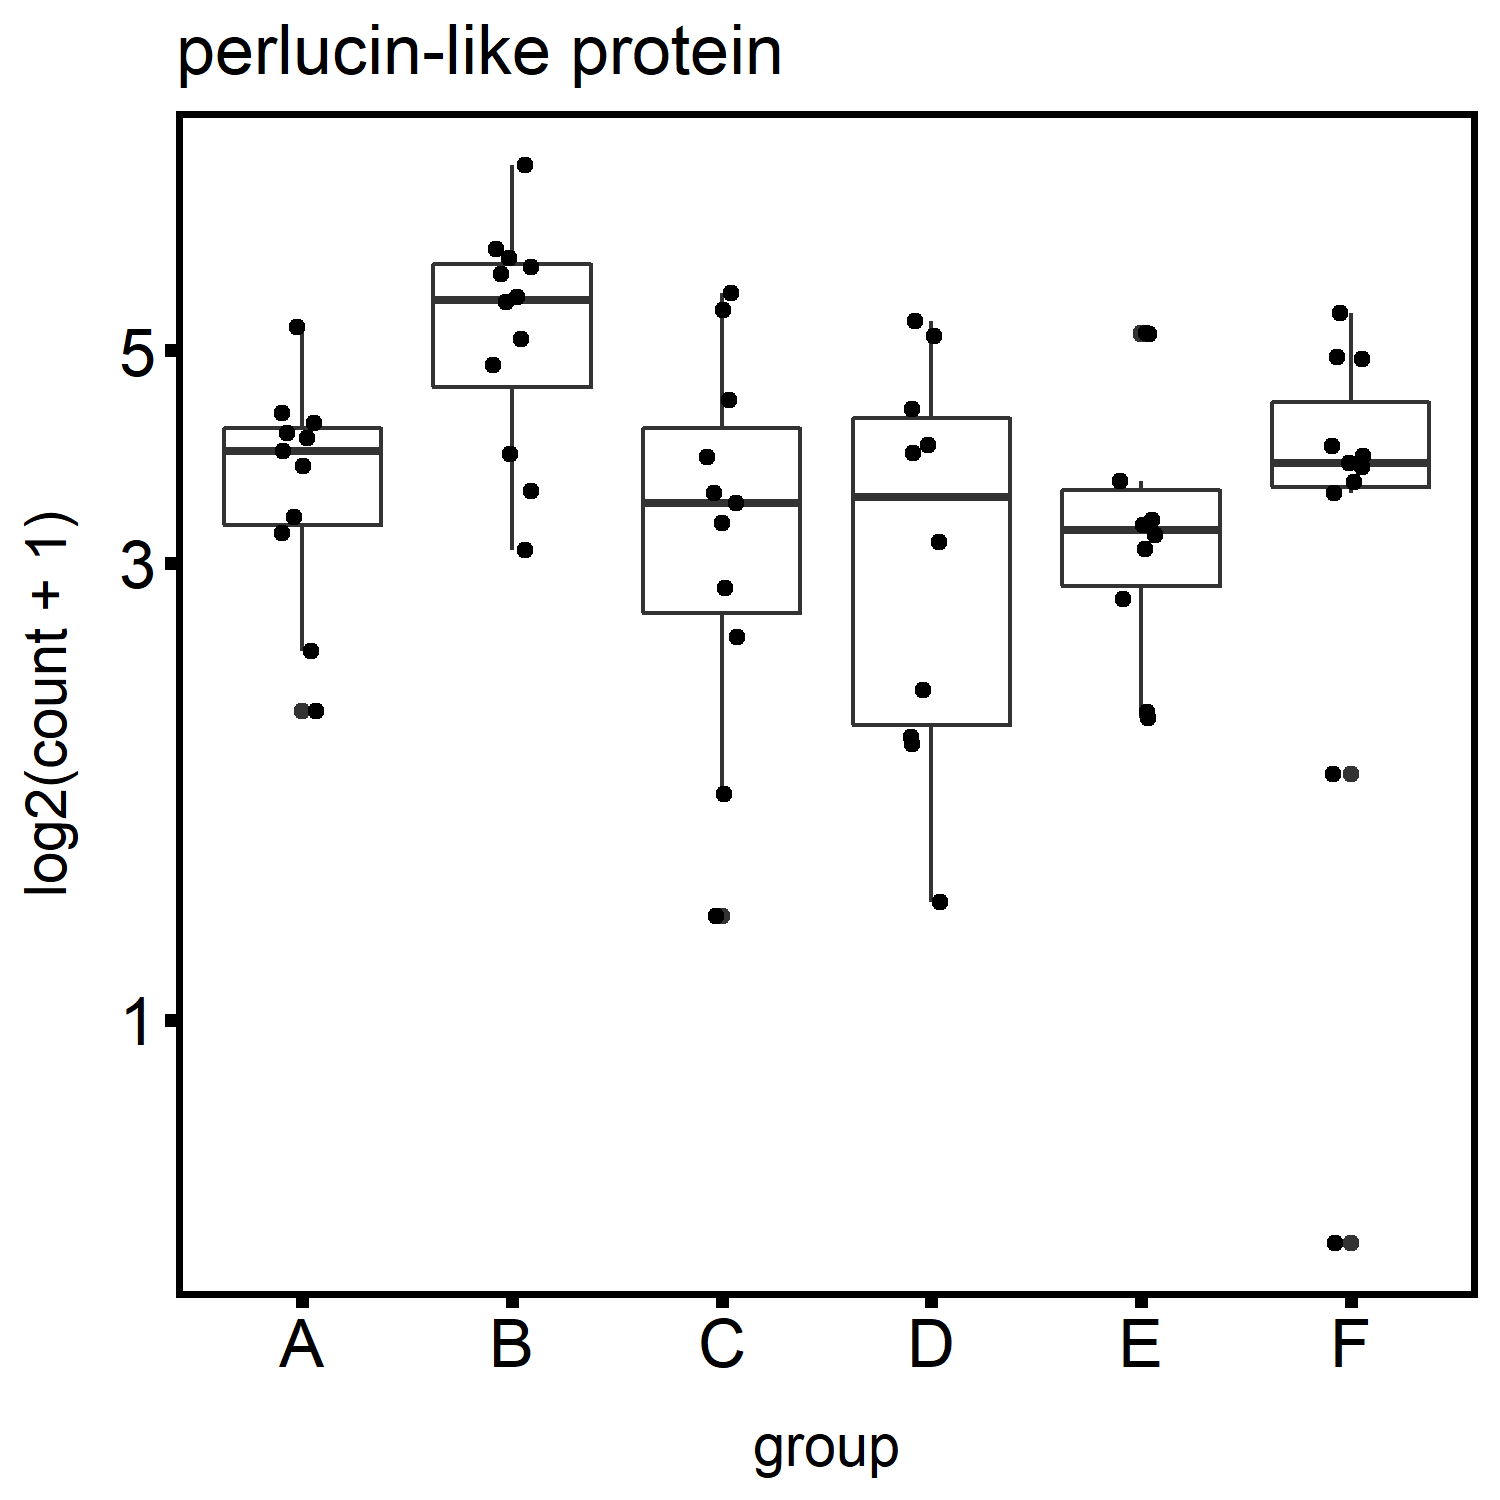 perlucin-like protein
log2(count + 1)
5
3
1
A B C D E F
group